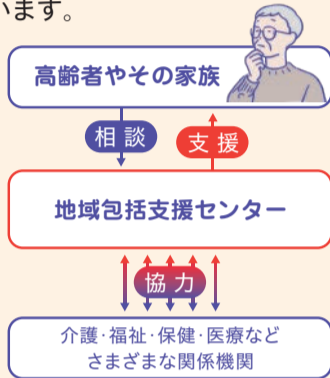 います。
高齢者やその家族
相談
支援
地域包括支援センター
協力
介護・福祉・保健・医療など
さまざまな関係機関